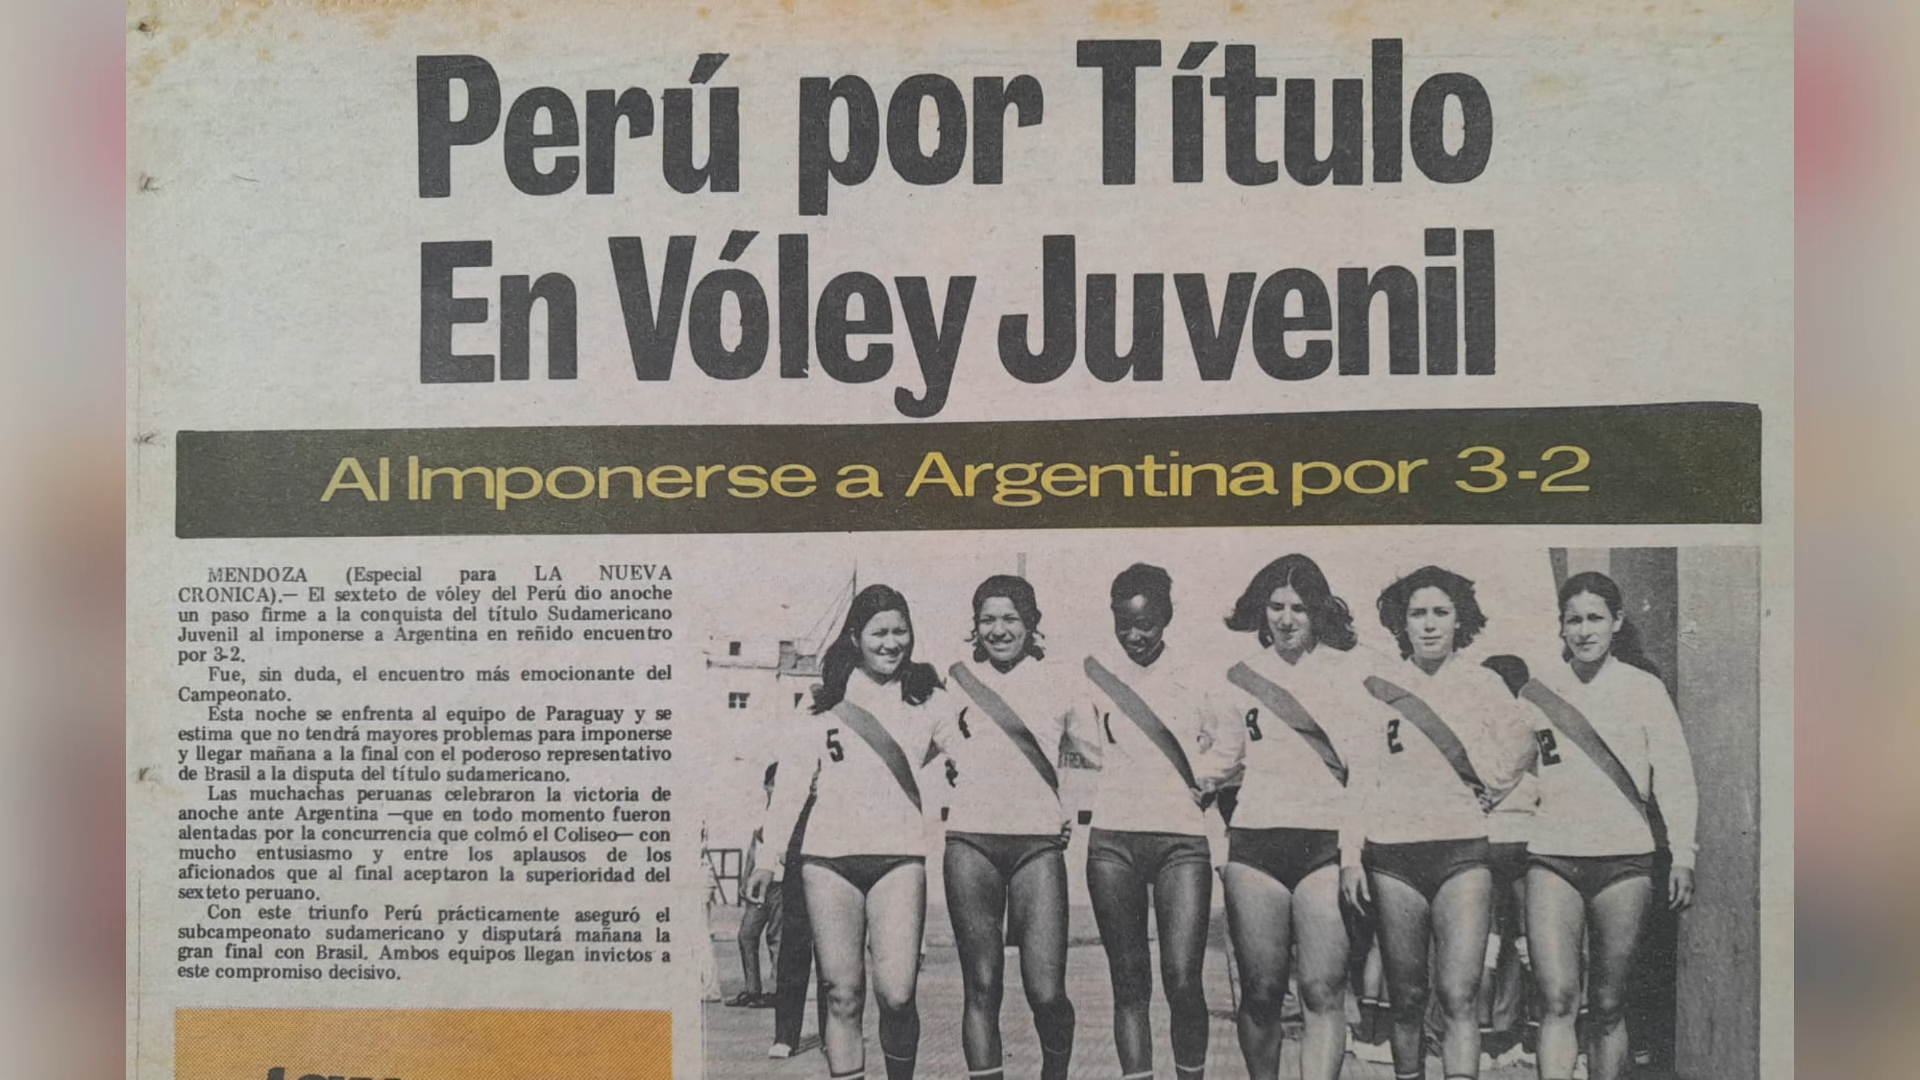 Perú por Título
En Vóley Juvenil
Al Imponerse a Argentina por 3-2
MENDOZA (Especial para LA NUEVA
CRONICA).— El sexteto de vóley del Perú dio anoche
un paso firme a la conquista del título Sudamericano
Juvenil al imponerse a Argentina en reñido encuentro
por 3-2.
Fue, sin duda, el encuentro más emocionante del
Campeonato.
Esta noche se enfrenta al equipo de Paraguay y se
estima que no tendrá mayores problemas para imponerse
y llegar mañana a la final con el poderoso representativo
de Brasil a la disputa del título sudamericano.
Las muchachas peruanas celebraron la victoria de
anoche ante Argentina —que en todo momento fueron
alentadas por la concurrencia que colmó el Coliseo— con
mucho entusiasmo y entre los aplausos de los
aficionados que al final aceptaron la superioridad del
sexteto peruano.
Con este triunfo Perú prácticamente aseguró el
subcampeonato sudamericano y disputará mañana la
gran final con Brasil. Ambos equipos llegan invictos a
este compromiso decisivo.
5
1
2